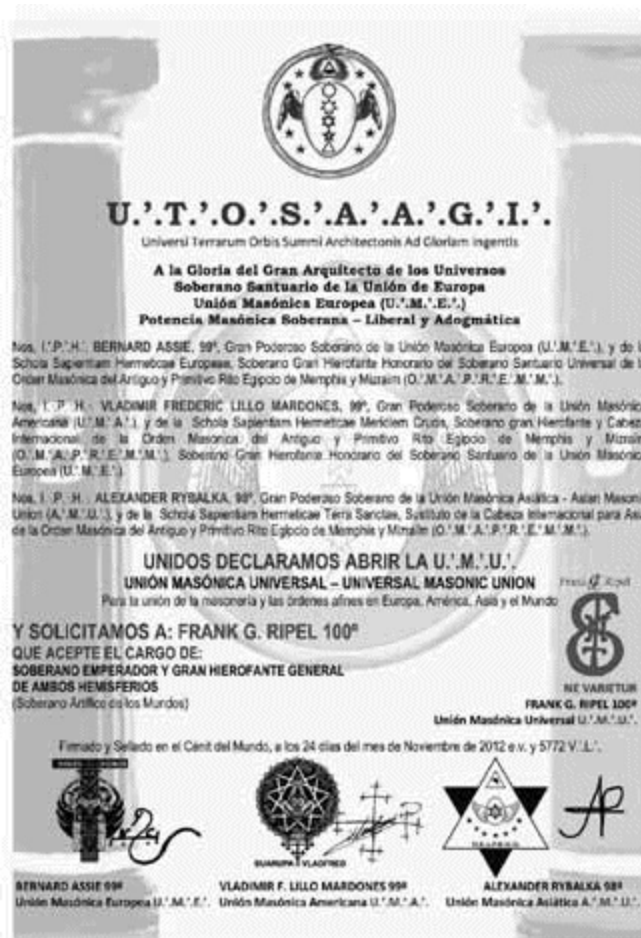 U.'.T.'.O.'.S.'.A.'.A.'.G.'.I.'.
Universi Terrarum Orbis Summi Architectonis Ad Gloriam Ingentis
A la Gloria del Gran Arquitecto de los Universos
Soberano Santuario de la Unión de Europa
Unión Masónica Europea (U.'.M.'.E.'.)
Potencia Masónica Soberana – Liberal y Adogmática
Nos, I.'.P.'.H.'. BERNARD ASSIE, 99º, Gran Poderoso Soberano de la Unión Masónica Europea (U.'.M.'.E.'.), y de l
Schola Sapientiam Hermeticae Europeae, Soberano Gran Hierofante Honorario del Soberano Santuario Universal de l
Orden Masónica del Antiguo y Primitivo Rito Egipcio de Memphis y Mizraim (O.'.M.'.A.'.P.'.R.'.E.'.M.'.M.'.).
Nos, I.'.P.'.H.'. VLADIMIR FREDERIC LILLO MARDONES, 99º, Gran Poderoso Soberano de la Unión Masónic
Americana (U.'.M.'.A.'.), y de la Schola Sapientiam Hermeticae Meridiem Crucis, Soberano gran Hierofante y Cabez
Internacional de la Orden Masonica del Antiguo y Primitivo Rito Egipcio de Memphis y Mizraim
(O.'.M.'.A.'.P.'.R.'.E.'.M.'.M.'.), Soberano Gran Hierofante Honorario del Soberano Santuario de la Unión Masónic
Europea (U.'.M.'.E.'.)
Nos, I.'.P.'.H.'. ALEXANDER RYBALKA, 98º, Gran Poderoso Soberano de la Unión Masónica Asiática - Asian Mason
Union (A.'.M.'.U.'.), y de la Schola Sapientiam Hermeticae Terra Sanctae, Sustituto de la Cabeza Internacional para Asi
de la Orden Masónica del Antiguo y Primitivo Rito Egipcio de Memphis y Mizraim (O.'.M.'.A.'.P.'.R.'.E.'.M.'.M.'.).
UNIDOS DECLARAMOS ABRIR LA U.'.M.'.U.'.
UNIÓN MASÓNICA UNIVERSAL – UNIVERSAL MASONIC UNION
Para la unión de la masonería y las órdenes afines en Europa, América, Asia y el Mundo
Frank G. Ripel
Y SOLICITAMOS A: FRANK G. RIPEL 100º
QUE ACEPTE EL CARGO DE:
SOBERANO EMPERADOR Y GRAN HIEROFANTE GENERAL
DE AMBOS HEMISFERIOS
(Soberano Artífice de los Mundos)
NE VARIETUR
FRANK G. RIPEL 100º
Unión Masónica Universal U.'.M.'.U.'.
Firmado y Sellado en el Cénit del Mundo, a los 24 días del mes de Noviembre de 2012 e.v. y 5772 V.'.L.'.
BERNARD ASSIE 99º
Unión Masónica Europea U.'.M.'.E.'.
VLADIMIR F. LILLO MARDONES 99º
Unión Masónica Americana U.'.M.'.A.'.
ALEXANDER RYBALKA 98º
Unión Masónica Asiática A.'.M.'.U.'.